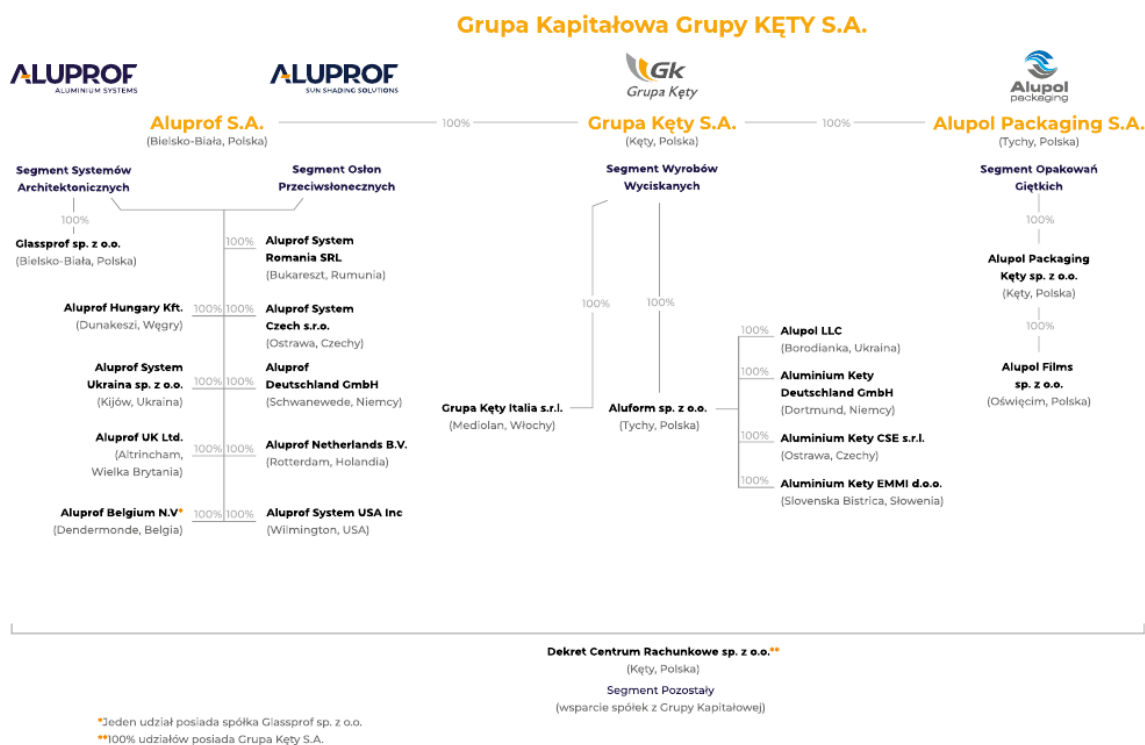 Grupa Kapitałowa Grupy KĘTY S.A.
ALUPROF
ALUMINIUM SYSTEMS
ALUPROF
SUN SHADING SOLUTIONS
Gk
Grupa Kęty
Alupol
packaging
Aluprof S.A.
(Bielsko-Biała, Polska)
100%
Grupa Kęty S.A.
(Kęty, Polska)
100%
Alupol Packaging S.A.
(Tychy, Polska)
Segment Systemów
Architektonicznych
Segment Osłon
Przeciwsłonecznych
Segment Wyrobów
Wyciskanych
Segment Opakowań
Giętkich
100%
Glassprof sp. z o.o.
(Bielsko-Biała, Polska)
100%
Aluprof System
Romania SRL
(Bukareszt, Rumunia)
Aluprof Hungary Kft.
(Dunakeszi, Węgry)
100% 100%
Aluprof System
Czech s.r.o.
(Ostrawa, Czechy)
Aluprof System
Ukraina sp. z o.o.
(Kijów, Ukraina)
100% 100%
Aluprof
Deutschland GmbH
(Schwanewede, Niemcy)
Aluprof UK Ltd.
(Altrincham,
Wielka Brytania)
100% 100%
Aluprof Netherlands B.V.
(Rotterdam, Holandia)
Aluprof Belgium N.V*
(Dendermonde, Belgia)
100% 100%
Aluprof System USA Inc
(Wilmington, USA)
100%
100%
Grupa Kęty Italia s.r.l.
(Mediolan, Włochy)
Aluform sp. z o.o.
(Tychy, Polska)
100%
Alupol LLC
(Borodianka, Ukraina)
100%
Aluminium Kety
Deutschland GmbH
(Dortmund, Niemcy)
100%
Aluminium Kety CSE s.r.l.
(Ostrawa, Czechy)
100%
Aluminium Kety EMMI d.o.o.
(Slovenska Bistrica, Słowenia)
100%
Alupol Packaging
Kęty sp. z o.o.
(Kęty, Polska)
100%
Alupol Films
sp. z o.o.
(Oświęcim, Polska)
Dekret Centrum Rachunkowe sp. z o.o.**
(Kęty, Polska)
Segment Pozostały
(wsparcie spółek z Grupy Kapitałowej)
*Jeden udział posiada spółka Glassprof sp. z o.o.
**100% udziałów posiada Grupa Kęty S.A.